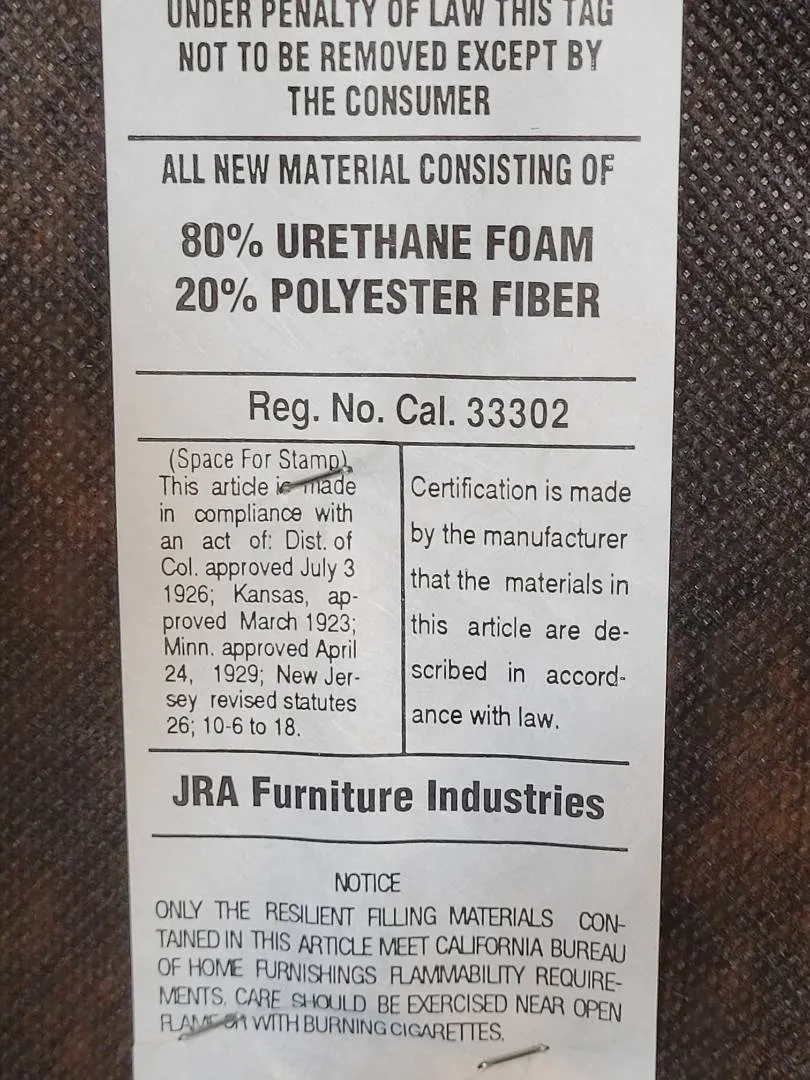 UNDER PENALTY OF LAW THIS TAG
NOT TO BE REMOVED EXCEPT BY
THE CONSUMER
ALL NEW MATERIAL CONSISTING OF
80% URETHANE FOAM
20% POLYESTER FIBER
Reg. No. Cal. 33302
(Space For Stamp)
This article is made
in compliance with
an act of: Dist. of
Col. approved July 3
1926; Kansas, ap-
proved March 1923;
Minn. approved April
24, 1929; New Jer-
sey revised statutes
26; 10-6 to 18.
Certification is made
by the manufacturer
that the materials in
this article are de-
scribed in accord-
ance with law.
JRA Furniture Industries
NOTICE
ONLY THE RESILIENT FILLING MATERIALS CON-
TAINED IN THIS ARTICLE MEET CALIFORNIA BUREAU
OF HOME FURNISHINGS FLAMMABILITY REQUIRE-
MENTS. CARE SHOULD BE EXERCISED NEAR OPEN
FLAME OR WITH BURNING CIGARETTES.